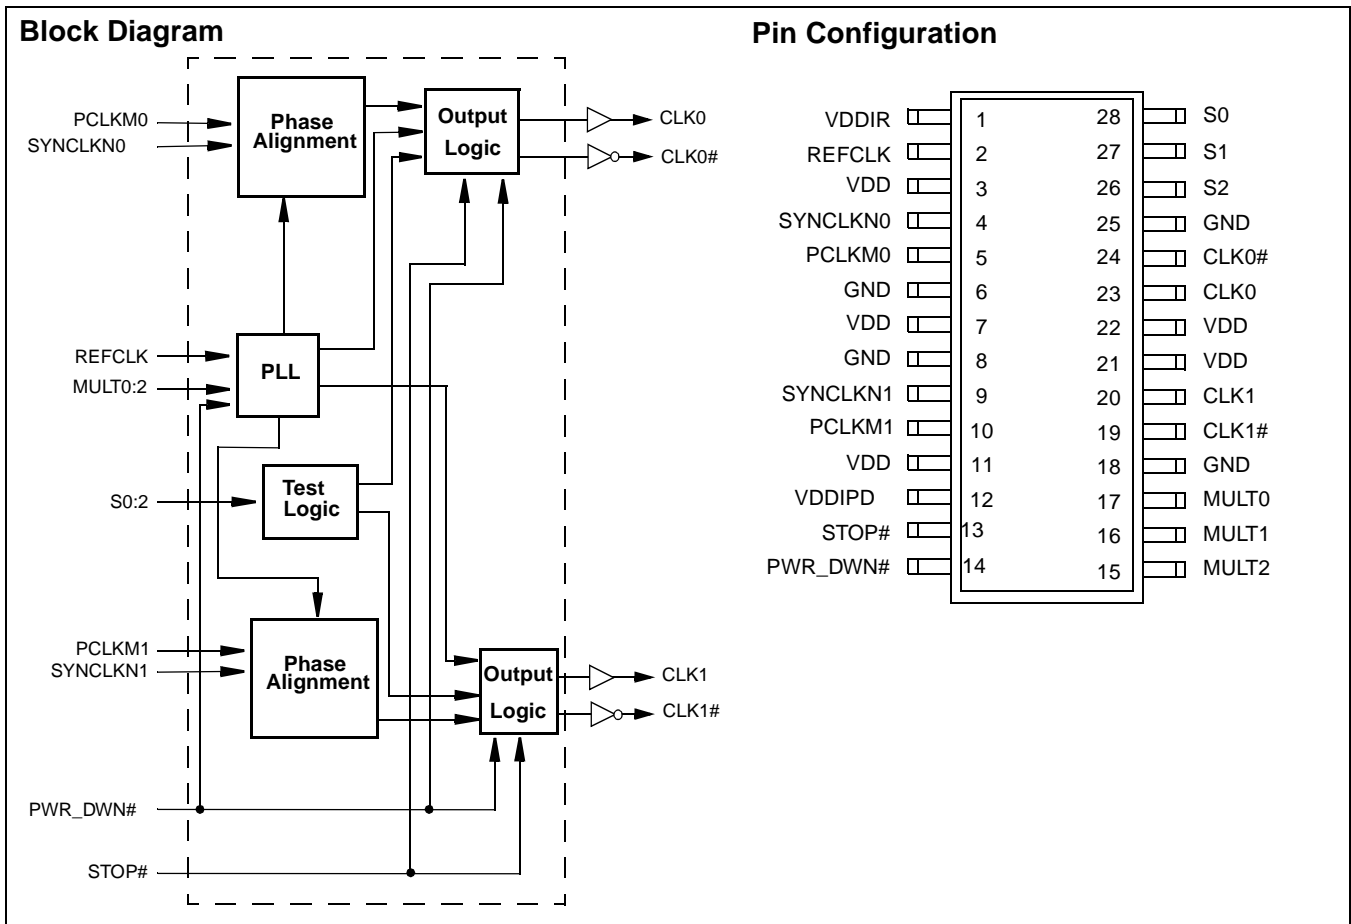 Block Diagram
PCLKM0
SYNCLKN0
Phase
Alignment
Output
Logic
CLK0
CLK0#
REFCLK
MULT0:2
PLL
S0:2
Test
Logic
PCLKM1
SYNCLKN1
Phase
Alignment
Output
Logic
CLK1
CLK1#
PWR_DWN#
STOP#
Pin Configuration
VDDIR 1 28 S0
REFCLK 2 27 S1
VDD 3 26 S2
SYNCLKN0 4 25 GND
PCLKM0 5 24 CLK0#
GND 6 23 CLK0
VDD 7 22 VDD
GND 8 21 VDD
SYNCLKN1 9 20 CLK1
PCLKM1 10 19 CLK1#
VDD 11 18 GND
VDDIPD 12 17 MULT0
STOP# 13 16 MULT1
PWR_DWN# 14 15 MULT2